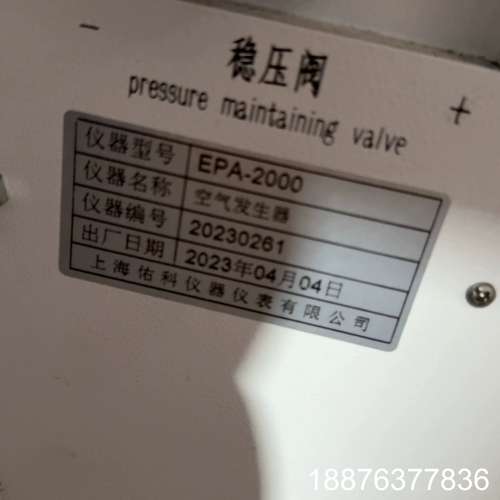 稳压阀
- +
pressure maintaining valve
仪器型号 EPA-2000
仪器名称 空气发生器
仪器编号 20230261
出厂日期 2023年04月04日
上海佑科仪器仪表有限公司
18876377836